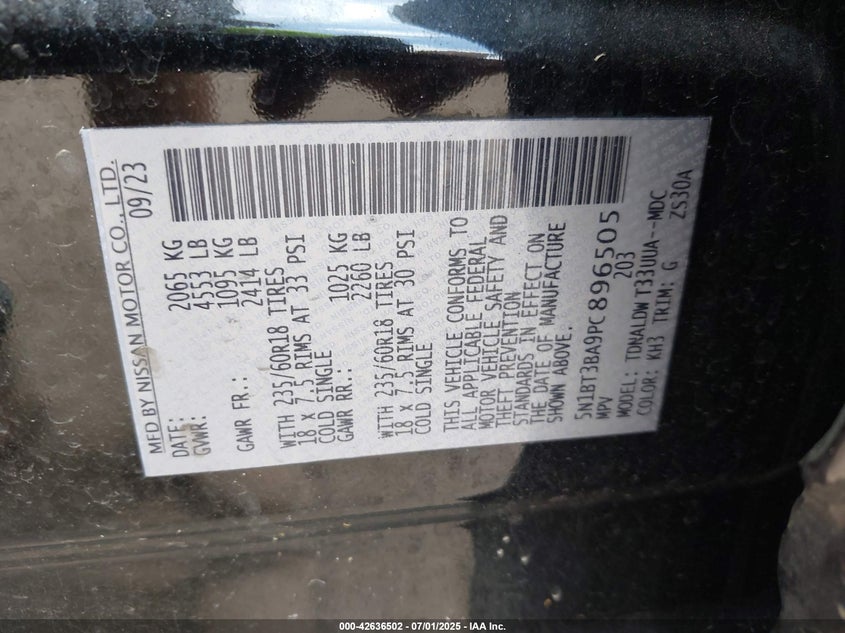 MFD BY NISSAN MOTOR CO., LTD.
DATE: 09/23
GVWR: 2065 KG
4553 LB
GAWR FR.: 1095 KG
2414 LB
WITH 235/60R18 TIRES
18 X 7.5 RIMS AT 33 PSI
COLD SINGLE
GAWR RR.: 1025 KG
2260 LB
WITH 235/60R18 TIRES
18 X 7.5 RIMS AT 30 PSI
COLD SINGLE
THIS VEHICLE CONFORMS TO
ALL APPLICABLE FEDERAL
MOTOR VEHICLE SAFETY AND
THEFT PREVENTION
STANDARDS IN EFFECT ON
THE DATE OF MANUFACTURE
SHOWN ABOVE.
5N1BT3BA9PC896505
MPV 203
MODEL: TDNALDW T33UUA--MDC
COLOR: KH3 TRIM: G ZS30A
000-42636502 / 07/01/2025 - IAA Inc.